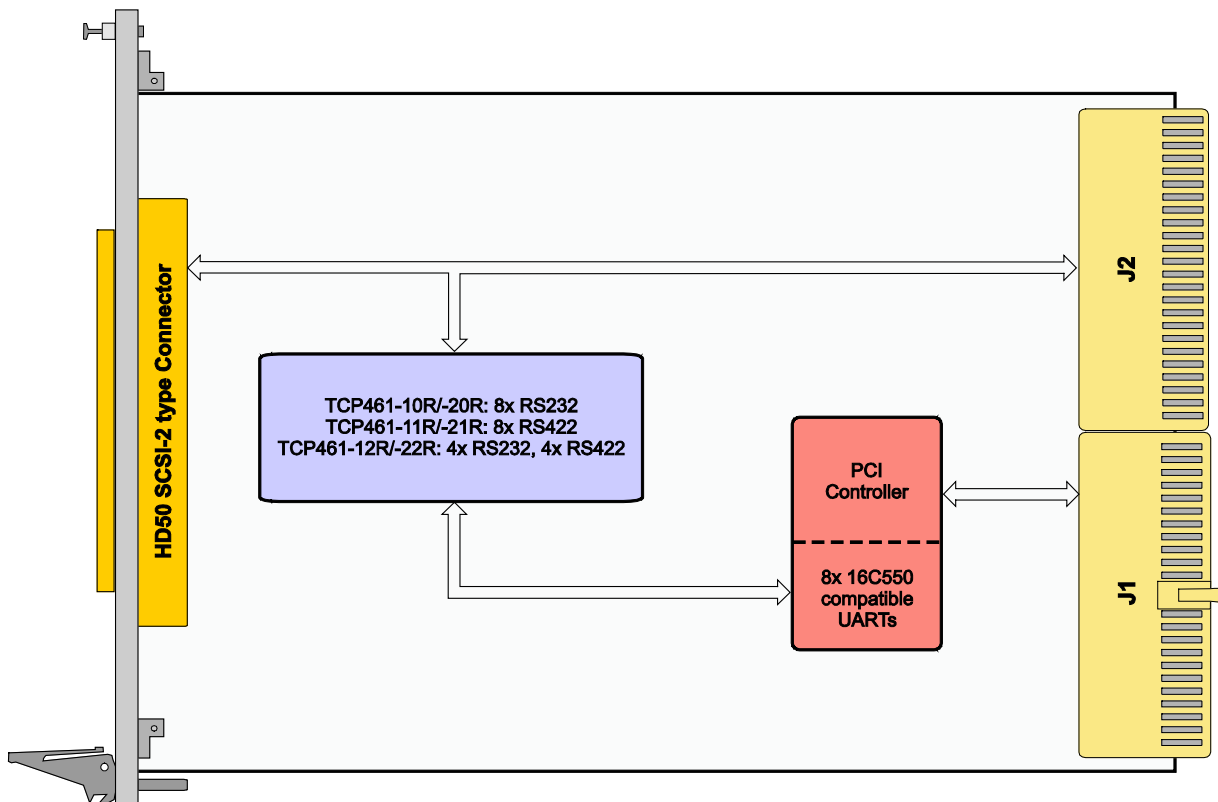 HD50 SCSI-2 type Connector
TCP461-10R/-20R: 8x RS232
TCP461-11R/-21R: 8x RS422
TCP461-12R/-22R: 4x RS232, 4x RS422
PCI
Controller
8x 16C550
compatible
UARTs
J2
J1